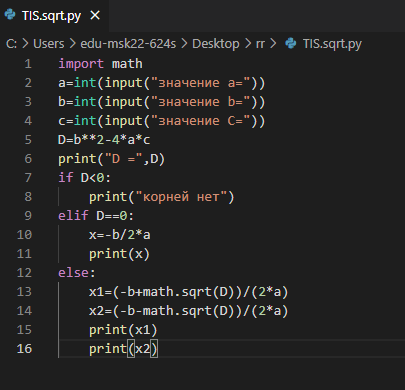 TIS.sqrt.py ×
C: > Users > edu-msk22-624s > Desktop > rr > TIS.sqrt.py > ...
1 import math
2 a=int(input("значение a="))
3 b=int(input("значение b="))
4 c=int(input("значение C="))
5 D=b**2-4*a*c
6 print("D =",D)
7 if D<0:
8     print("корней нет")
9 elif D==0:
10     x=-b/2*a
11     print(x)
12 else:
13     x1=(-b+math.sqrt(D))/(2*a)
14     x2=(-b-math.sqrt(D))/(2*a)
15     print(x1)
16     print(x2)